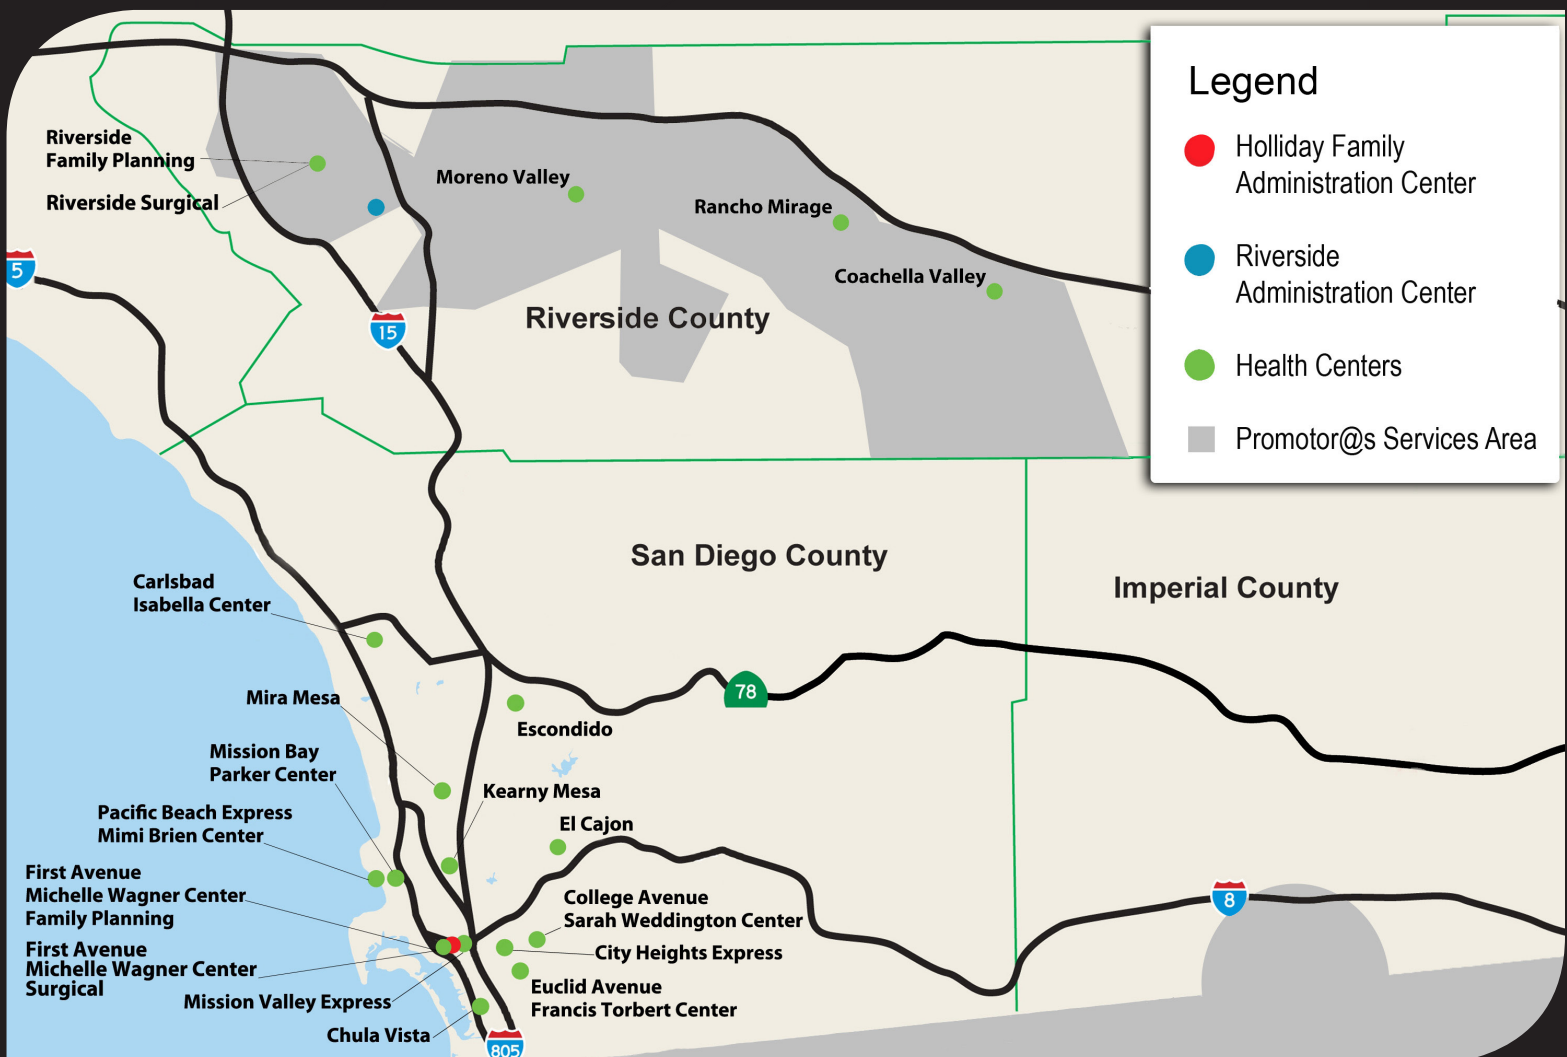 Legend
Holliday Family
Administration Center
Riverside
Administration Center
Health Centers
Promotor@s Services Area
Riverside
Family Planning
Riverside Surgical
Moreno Valley
Rancho Mirage
Coachella Valley
5
15
Riverside County
San Diego County
Imperial County
Carlsbad
Isabella Center
Mira Mesa
78
Escondido
Mission Bay
Parker Center
Kearny Mesa
Pacific Beach Express
Mimi Brien Center
El Cajon
First Avenue
Michelle Wagner Center
Family Planning
College Avenue
Sarah Weddington Center
8
City Heights Express
First Avenue
Michelle Wagner Center
Surgical
Mission Valley Express
Euclid Avenue
Francis Torbert Center
Chula Vista
805